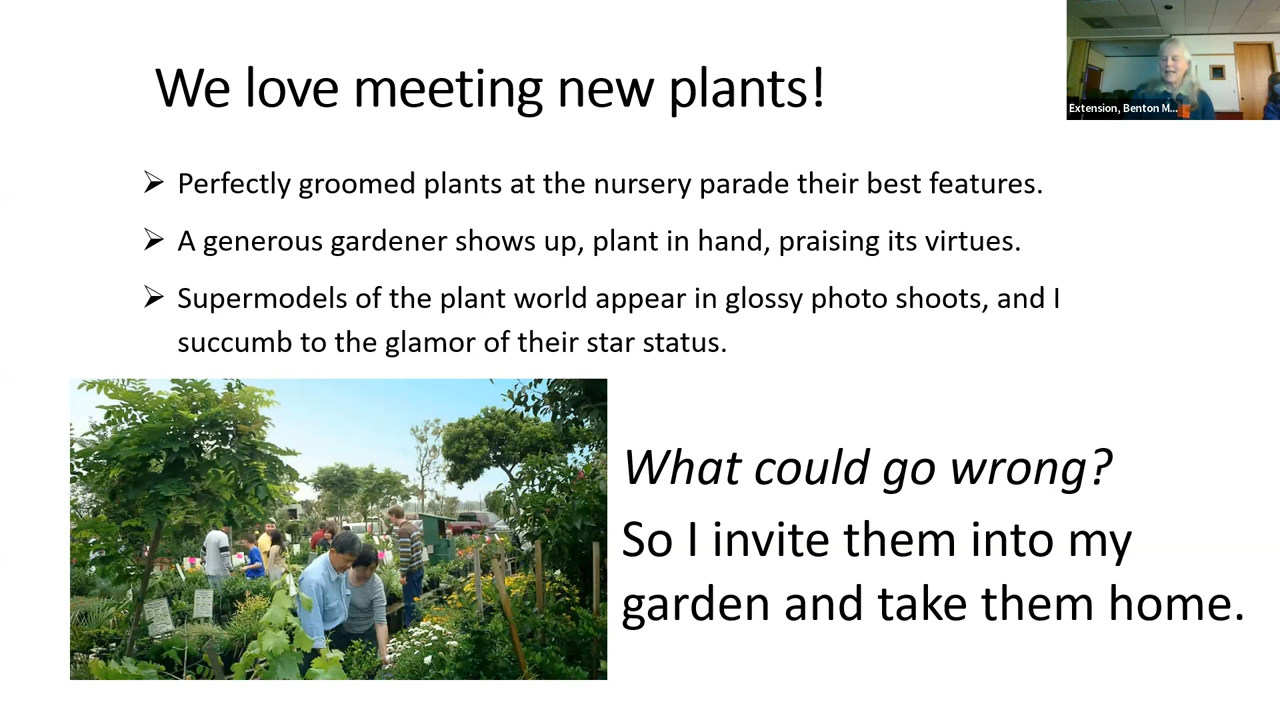 We love meeting new plants!
Extension, Benton M...
➢ Perfectly groomed plants at the nursery parade their best features.
➢ A generous gardener shows up, plant in hand, praising its virtues.
➢ Supermodels of the plant world appear in glossy photo shoots, and I
succumb to the glamor of their star status.
What could go wrong?
So I invite them into my
garden and take them home.